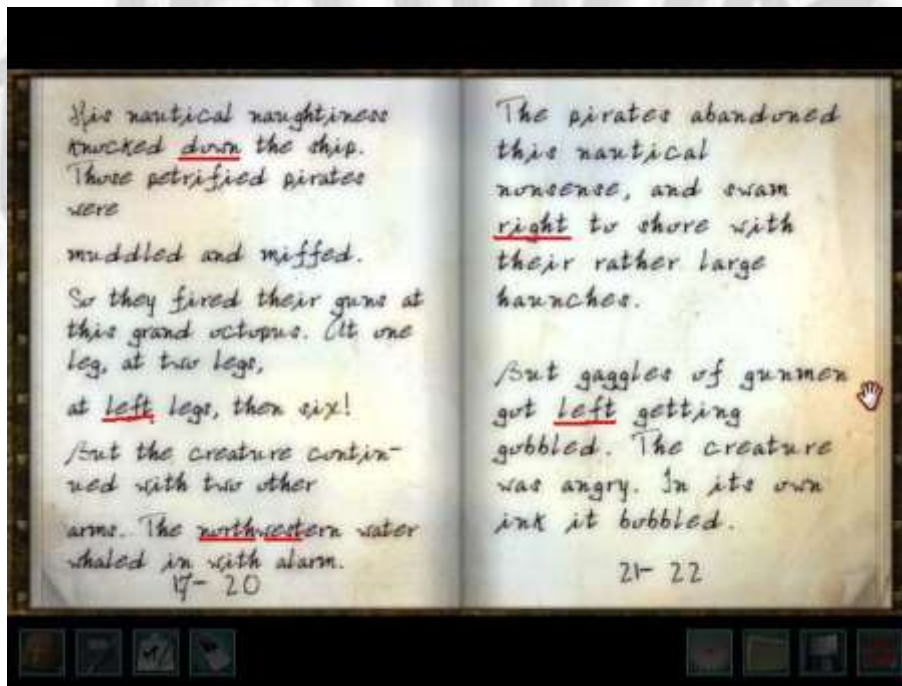 His nautical naughtiness
knocked down the ship.
Those petrified pirates
were
muddled and miffed.
So they fired their guns at
this grand octopus. At one
leg, at two legs,
at left legs, then six!
But the creature contin-
ued with two other
arms. The northwestern water
whaled in with alarm.
17- 20
The pirates abandoned
this nautical
nonsense, and swam
right to shore with
their rather large
haunches.
But gaggles of gunmen
got left getting
gobbled. The creature
was angry. In its own
ink it bobbled.
21- 22